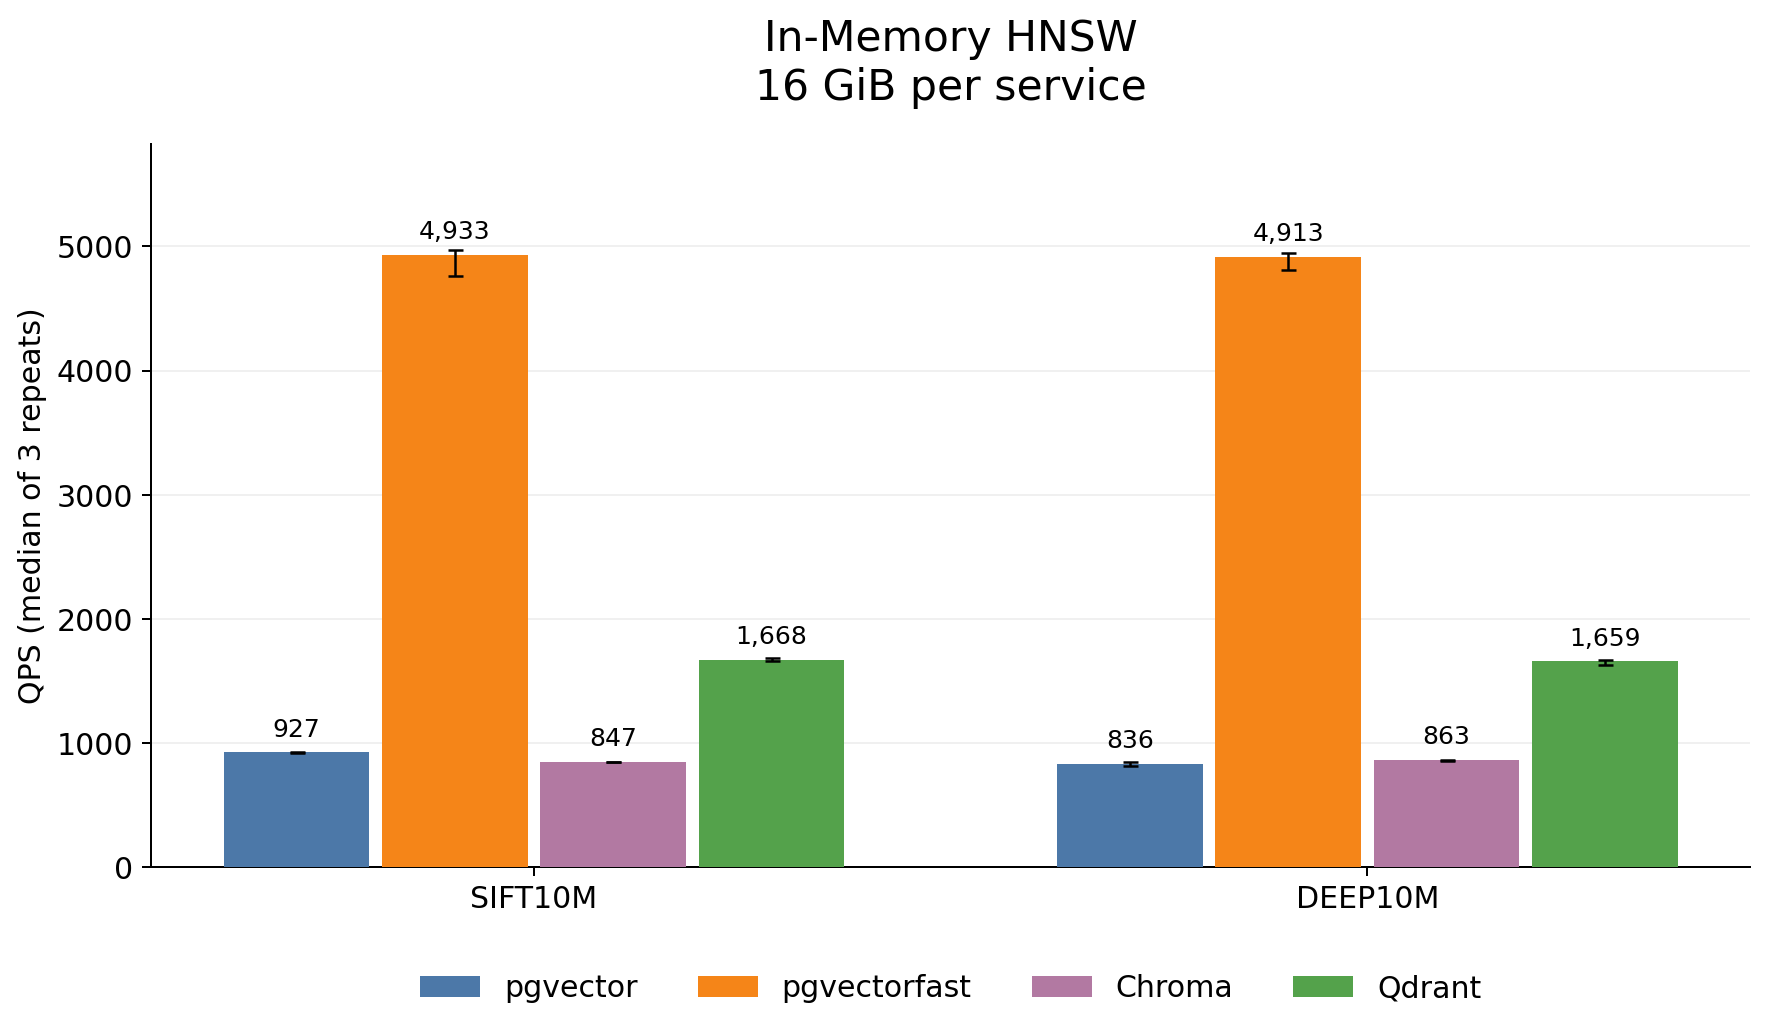 In-Memory HNSW
16 GiB per service
QPS (median of 3 repeats)
5000
4000
3000
2000
1000
0
927
4,933
847
1,668
836
4,913
863
1,659
SIFT10M
DEEP10M
pgvector
pgvectorfast
Chroma
Qdrant